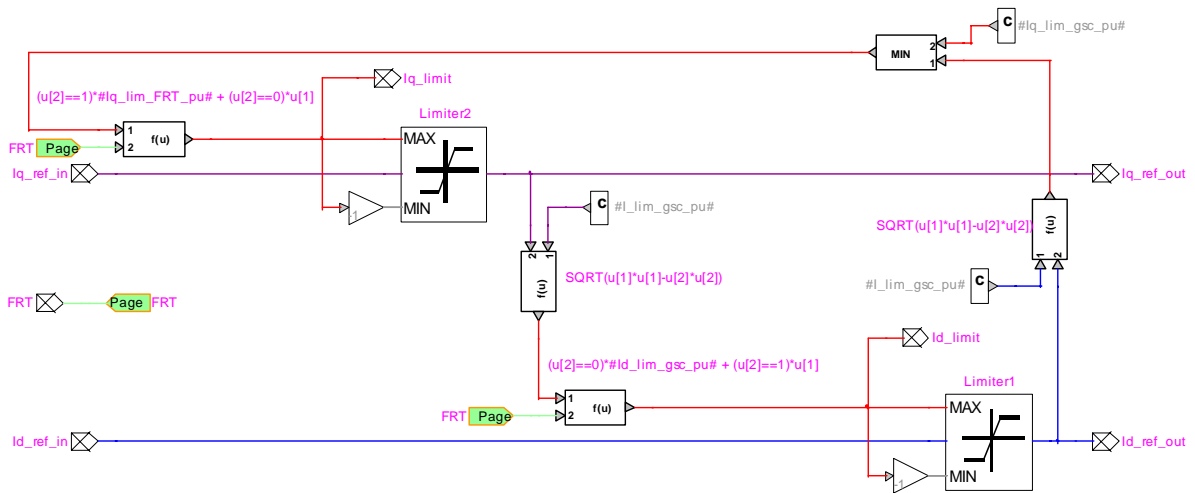 C
#Iq_lim_gsc_pu#
MIN
2
1
Iq_limit
(u[2]==1)*#Iq_lim_FRT_pu# + (u[2]==0)*u[1]
Limiter2
1
2
f(u)
MAX
FRT
Page
Iq_ref_in
Iq_ref_out
-1
MIN
C
#I_lim_gsc_pu#
SQRT(u[1]*u[1]-u[2]*u[2])
f(u)
1
2
2
1
f(u)
SQRT(u[1]*u[1]-u[2]*u[2])
#I_lim_gsc_pu#
C
FRT
Page
FRT
Id_limit
(u[2]==0)*#Id_lim_gsc_pu# + (u[2]==1)*u[1]
Limiter1
1
2
f(u)
MAX
FRT
Page
Id_ref_in
Id_ref_out
-1
MIN